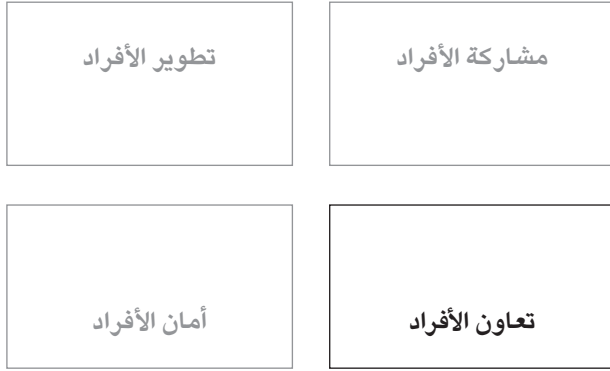 مشاركة الأفراد
تطوير الأفراد
تعاون الأفراد
أمان الأفراد